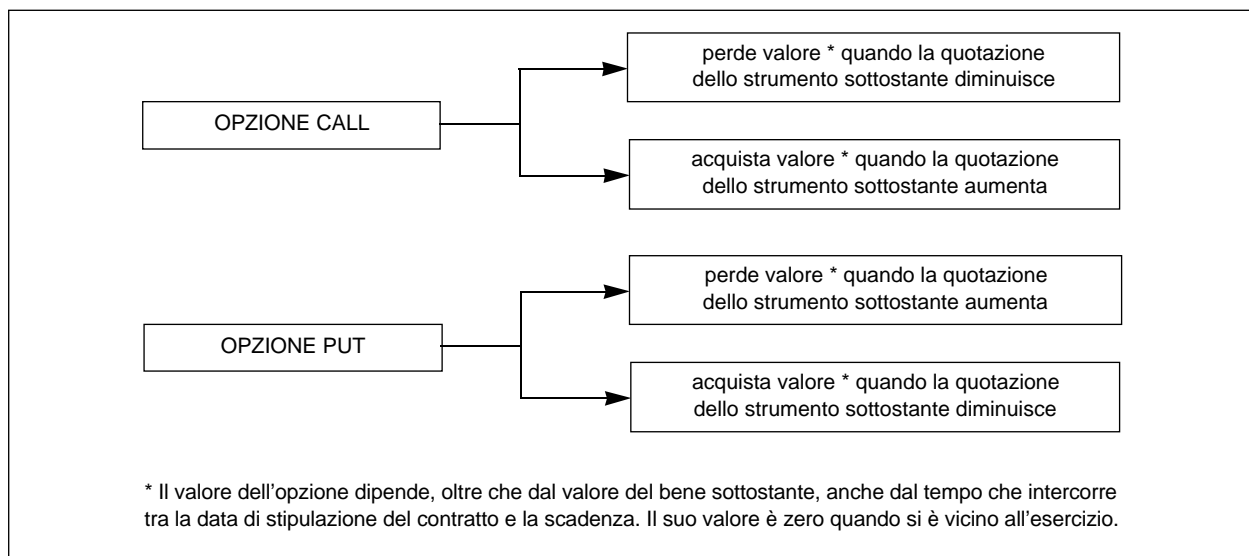 perde valore * quando la quotazione
dello strumento sottostante diminuisce
OPZIONE CALL
acquista valore * quando la quotazione
dello strumento sottostante aumenta
perde valore * quando la quotazione
dello strumento sottostante aumenta
OPZIONE PUT
acquista valore * quando la quotazione
dello strumento sottostante diminuisce
* Il valore dell’opzione dipende, oltre che dal valore del bene sottostante, anche dal tempo che intercorre
tra la data di stipulazione del contratto e la scadenza. Il suo valore è zero quando si è vicino all’esercizio.